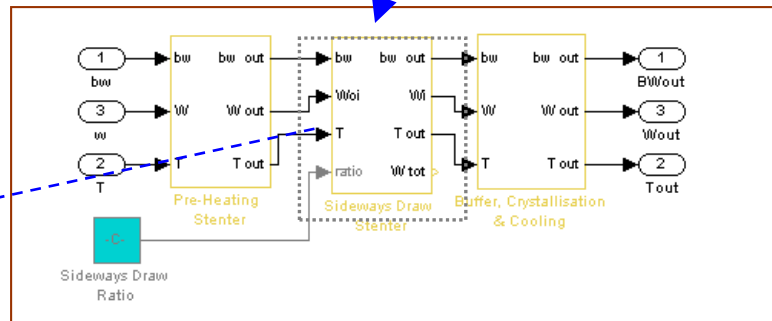 1
bw
3
w
2
T
bw
W
T
bw out
W out
T out
Pre-Heating
Stenter
bw
Woi
T
ratio
bw out
Wi
T out
W tot
Sideways Draw
Stenter
bw
W
T
bw out
W out
T out
Buffer, Crystallisation
& Cooling
1
BWout
3
Wout
2
Tout
-C-
Sideways Draw
Ratio